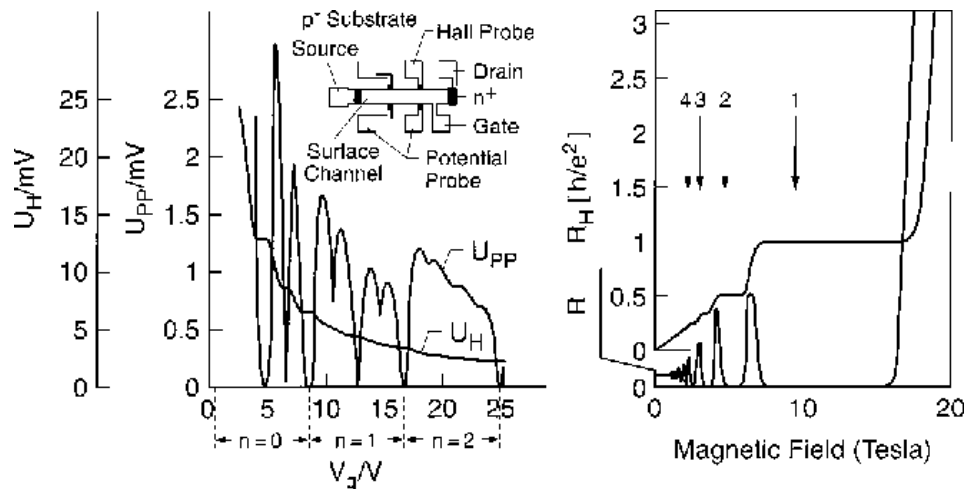 p⁺ Substrate
Source
Hall Probe
Drain
n⁺
Gate
Surface
Channel
Potential
Probe
U_H/mV
25
20
15
10
5
0
U_PP/mV
2.5
2
1.5
1
0.5
0
U_PP
U_H
0 5 10 15 20 25
n=0 n=1 n=2
V_g/V
R_H [h/e²]
3
2.5
2
1.5
1
0.5
0
R
0
4 3 2 1
0 10 20
Magnetic Field (Tesla)